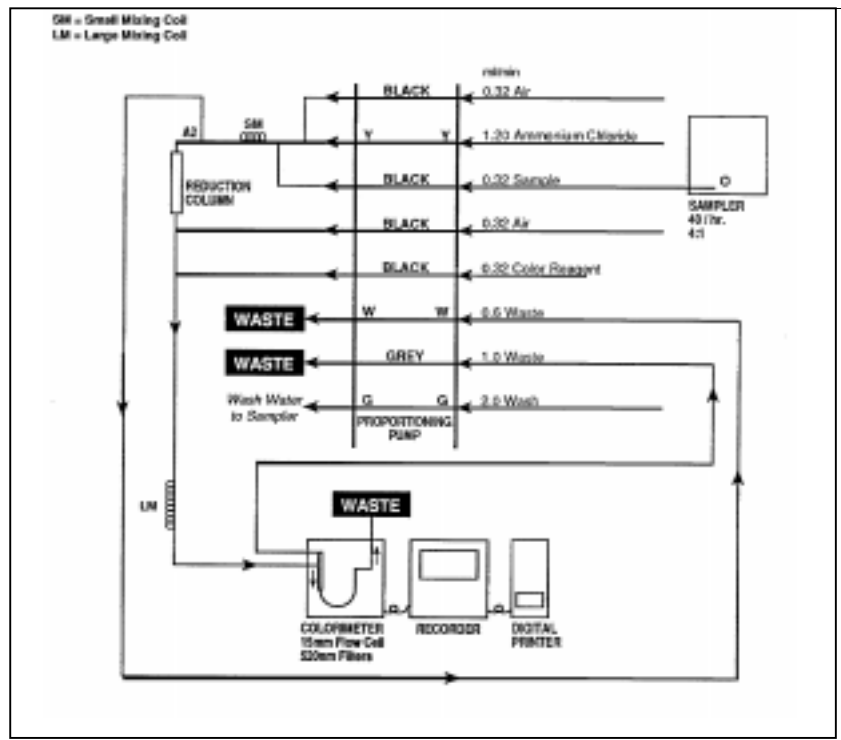 SM = Small Mixing Coil
LM = Large Mixing Coil
ml/min
BLACK 0.32 Air
A2 SM Y Y 1.20 Ammonium Chloride
BLACK 0.32 Sample
REDUCTION
COLUMN
SAMPLER
40 / hr.
4:1
BLACK 0.32 Air
BLACK 0.32 Color Reagent
WASTE W W 0.6 Waste
WASTE GREY 1.0 Waste
Wash Water
to Sampler
G G 2.0 Wash
PROPORTIONING
PUMP
LM
WASTE
COLORIMETER
15mm Flow Cell
520nm Filters
RECORDER
DIGITAL
PRINTER